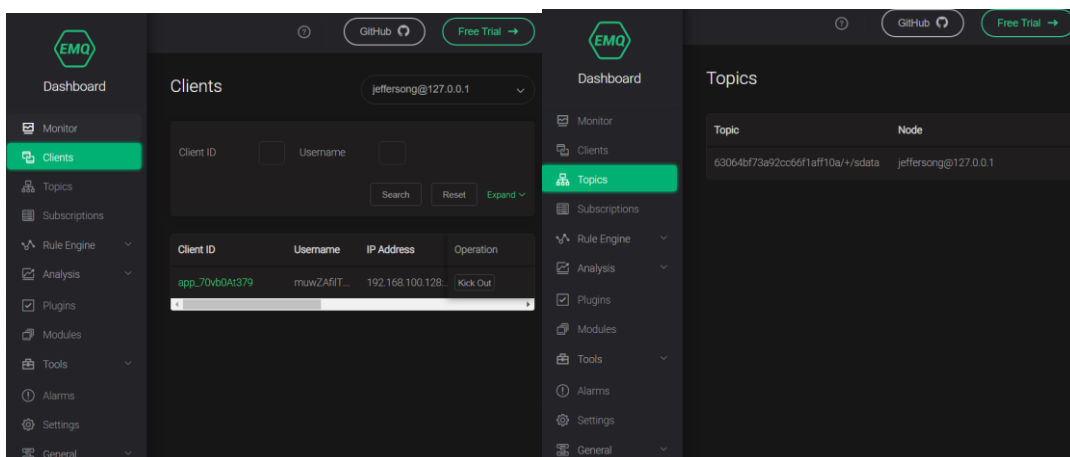 EMQ
Dashboard
Monitor
Clients
Topics
Subscriptions
Rule Engine
Analysis
Plugins
Modules
Tools
Alarms
Settings
General
GitHub
Free Trial →
Clients
jeffersong@127.0.0.1
Client ID
Username
Search
Reset
Expand
Client ID Username IP Address Operation
app_70vb0At379 muwZAfilT... 192.168.100.128:.. Kick Out
EMQ
Dashboard
Monitor
Clients
Topics
Subscriptions
Rule Engine
Analysis
Plugins
Modules
Tools
Alarms
Settings
General
GitHub
Free Trial →
Topics
Topic Node
63064bf73a92cc66f1aff10a/+/sdata jeffersong@127.0.0.1